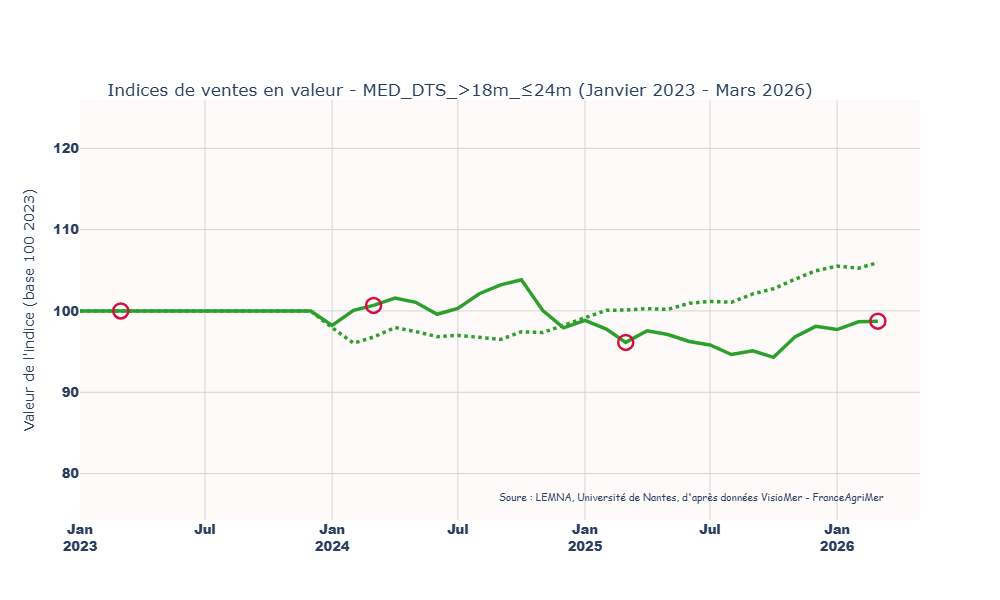 Indices de ventes en valeur - MED_DTS_>18m_≤24m (Janvier 2023 - Mars 2026)
Valeur de l'indice (base 100 2023)
120
110
100
90
80
Soure : LEMNA, Université de Nantes, d'après données VisioMer - FranceAgriMer
Jan Jul Jan Jul Jan Jul Jan
2023 2024 2025 2026